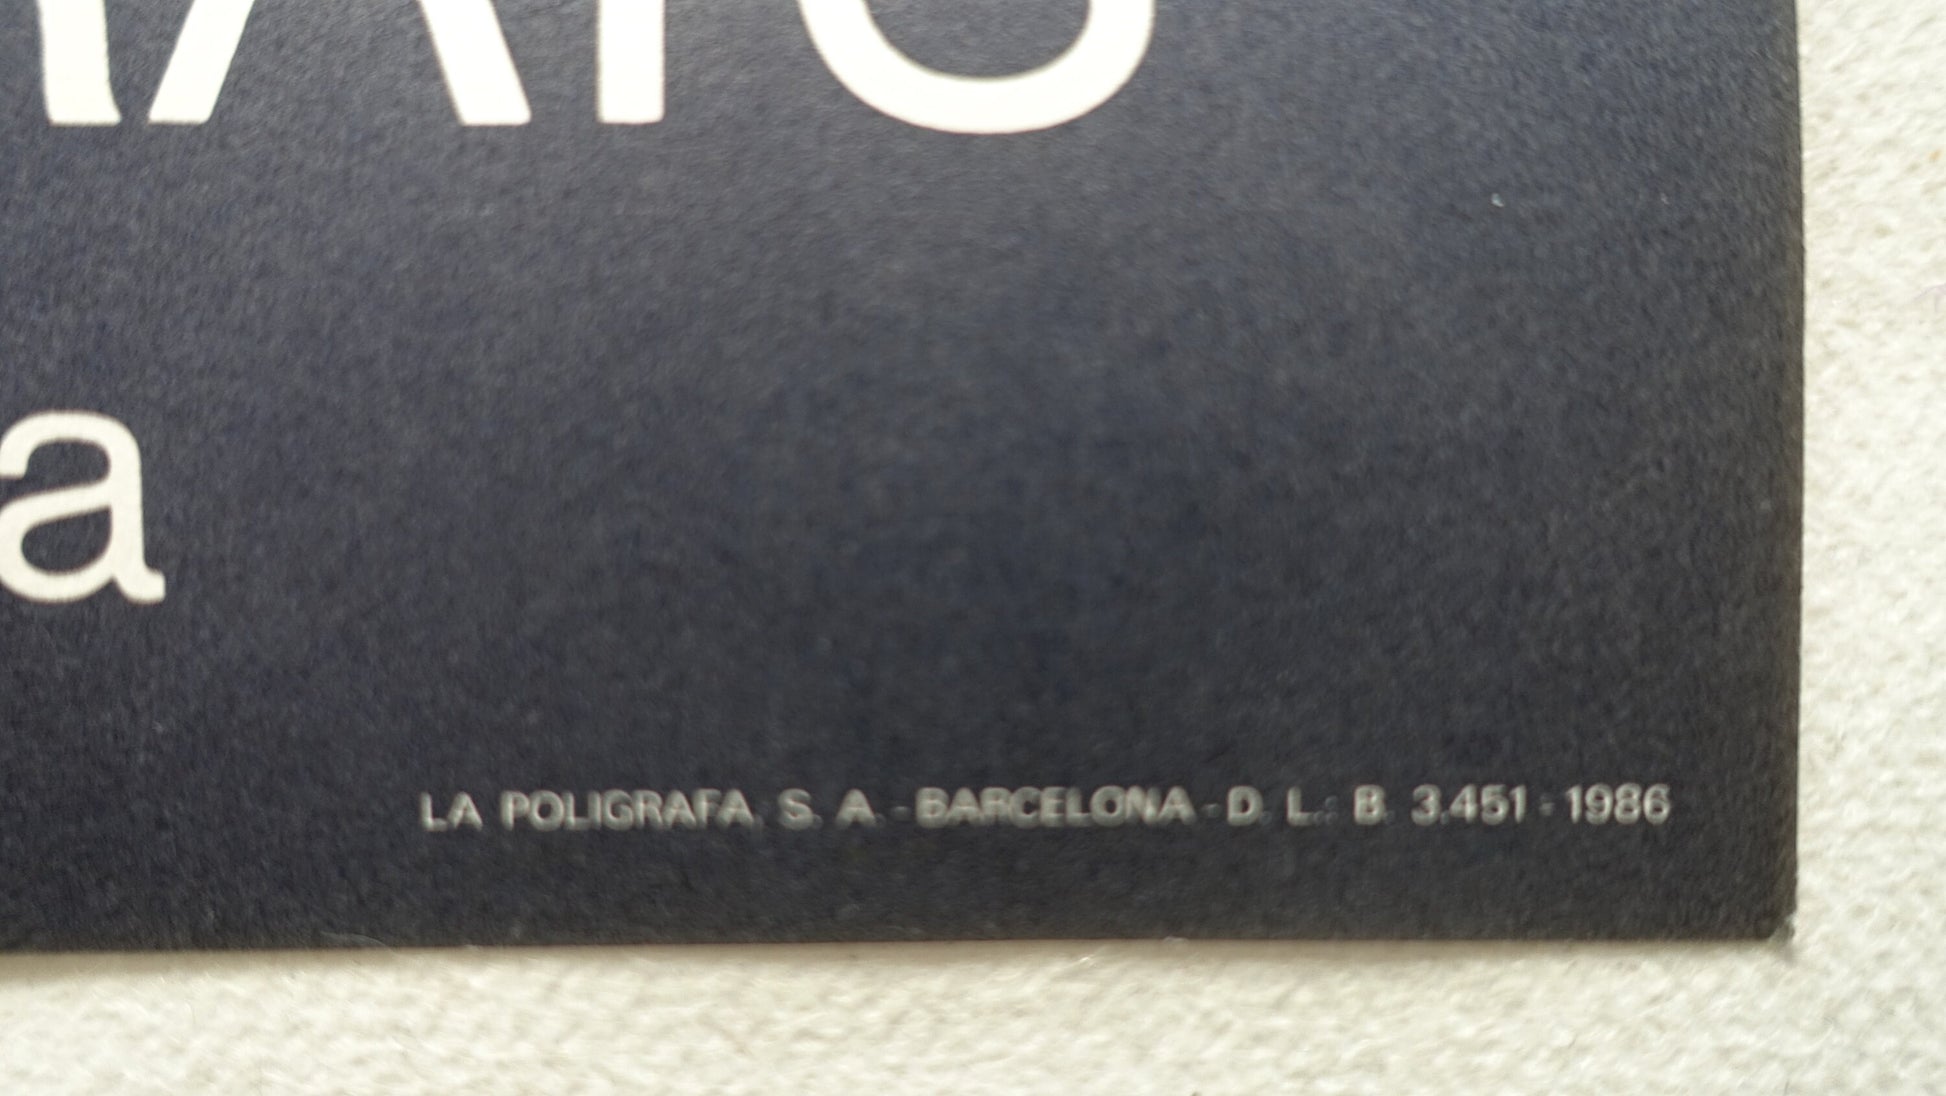 a
LA POLIGRAFA, S. A. - BARCELONA - D. L.: B. 3.451 - 1986